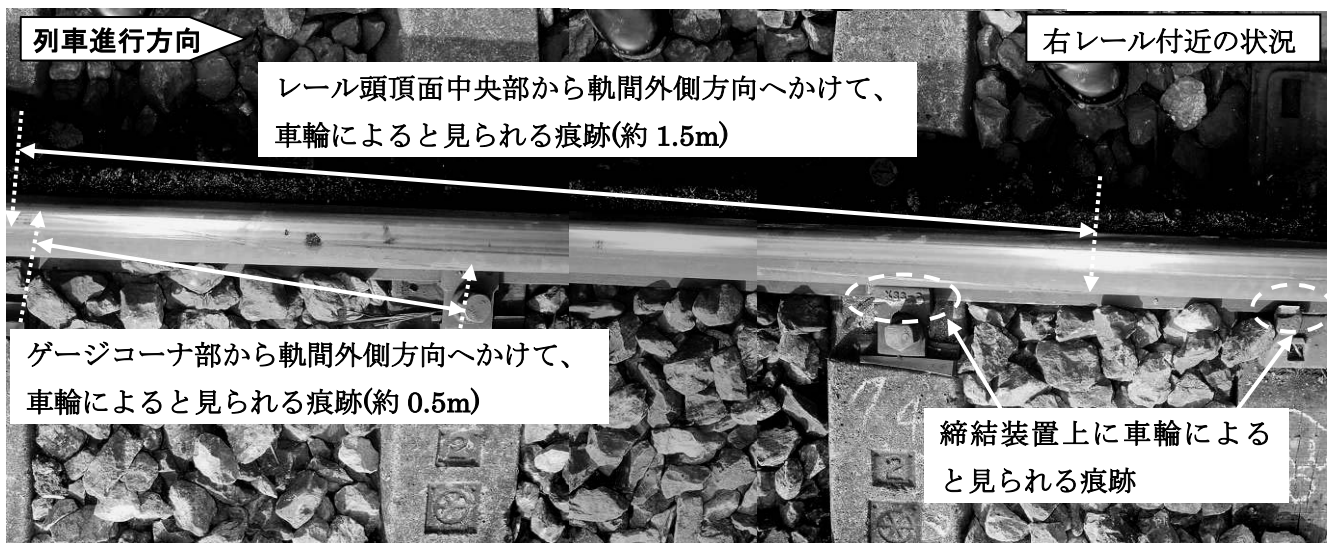 列車進行方向
右レール付近の状況
レール頭頂面中央部から軌間外側方向へかけて、
車輪によると見られる痕跡(約 1.5m)
ゲージコーナ部から軌間外側方向へかけて、
車輪によると見られる痕跡(約 0.5m)
締結装置上に車輪による
と見られる痕跡